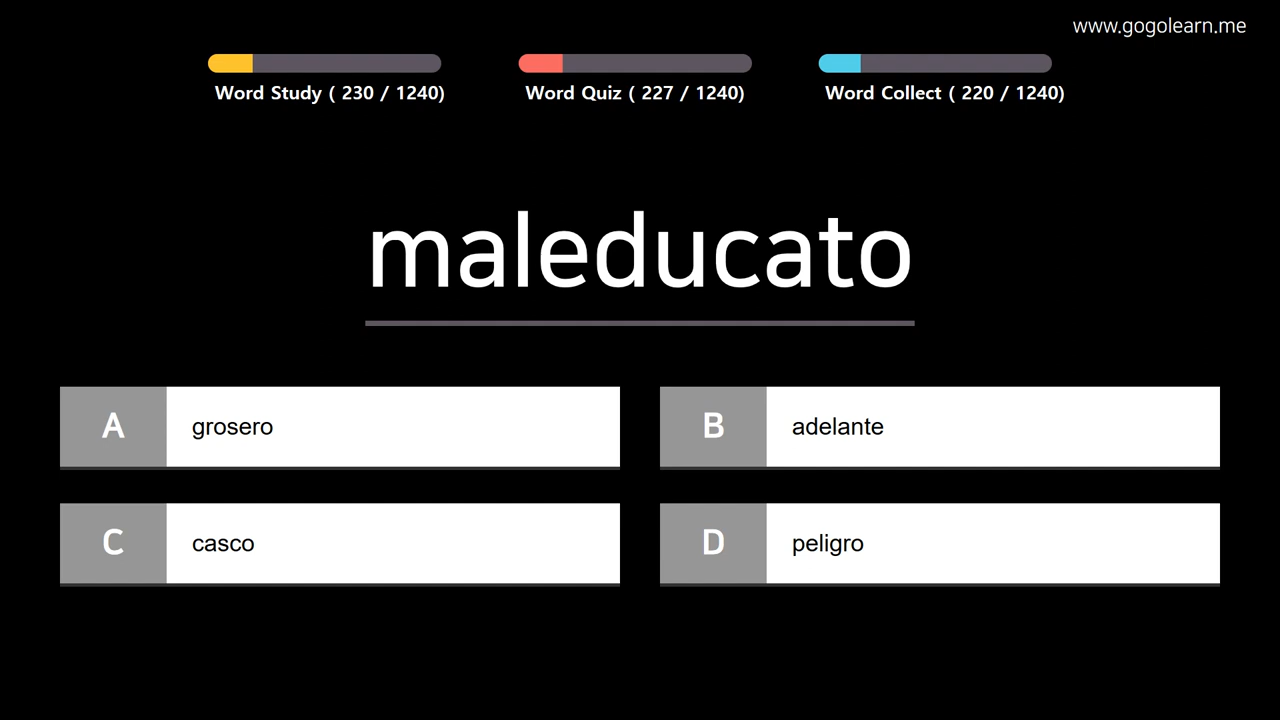 www.gogolearn.me
Word Study ( 230 / 1240)
Word Quiz ( 227 / 1240)
Word Collect ( 220 / 1240)
maleducato
A grosero
B adelante
C casco
D peligro